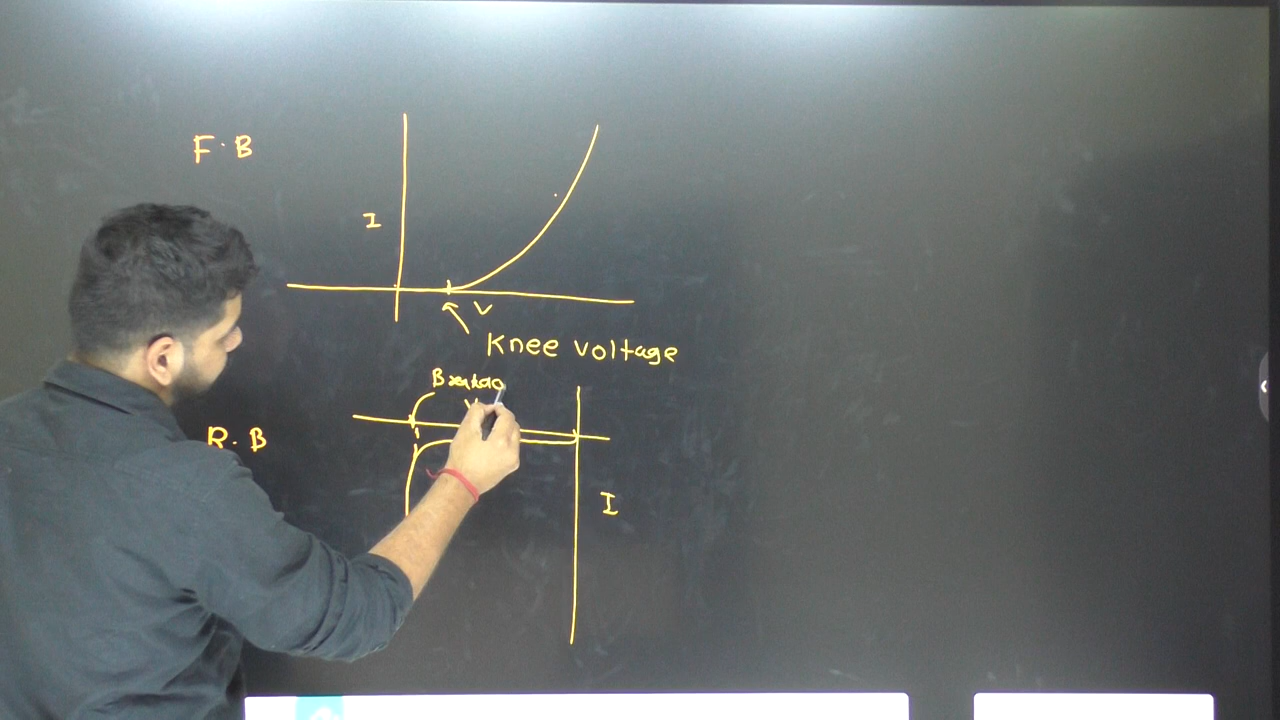 F.B
I
V
Knee voltage
R.B
I